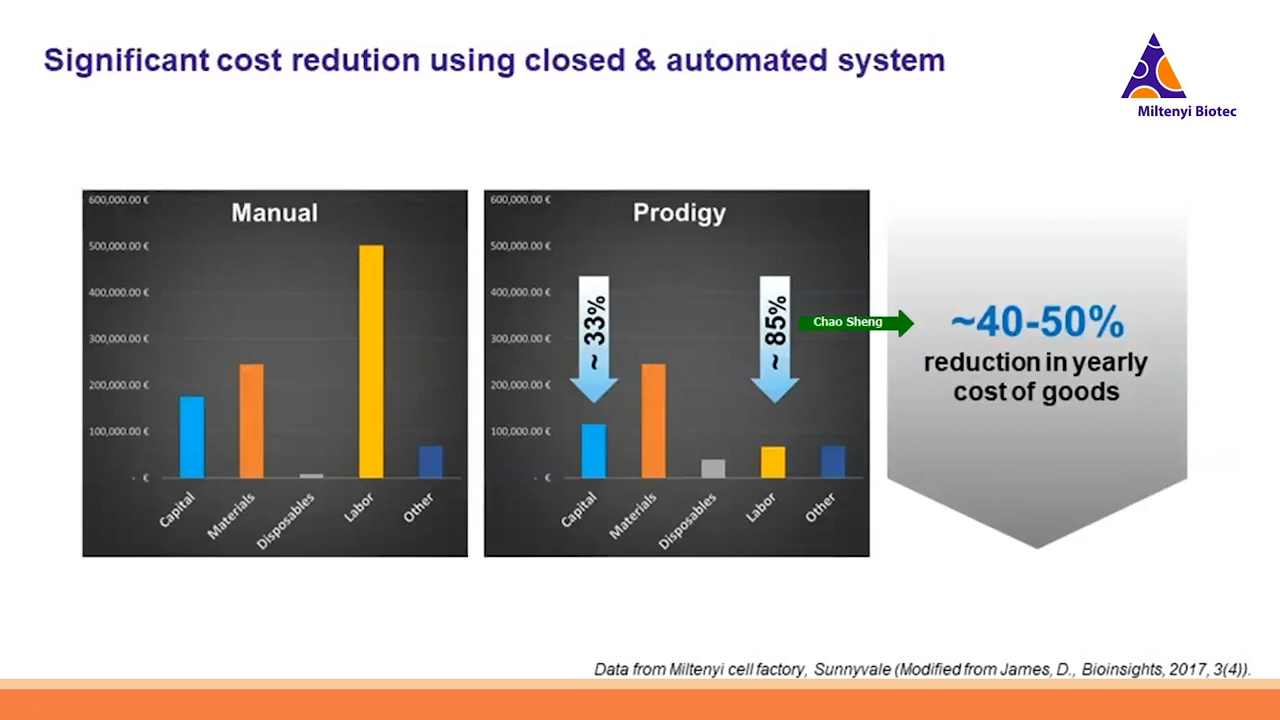 Significant cost redution using closed & automated system
Miltenyi Biotec
Manual
600,000.00 €
500,000.00 €
400,000.00 €
300,000.00 €
200,000.00 €
100,000.00 €
- €
Capital
Materials
Disposables
Labor
Other
Prodigy
600,000.00 €
500,000.00 €
400,000.00 €
300,000.00 €
200,000.00 €
100,000.00 €
- €
~ 33%
~ 85%
Capital
Materials
Disposables
Labor
Other
Chao Sheng
~40-50%
reduction in yearly
cost of goods
Data from Miltenyi cell factory, Sunnyvale (Modified from James, D., Bioinsights, 2017, 3(4)).